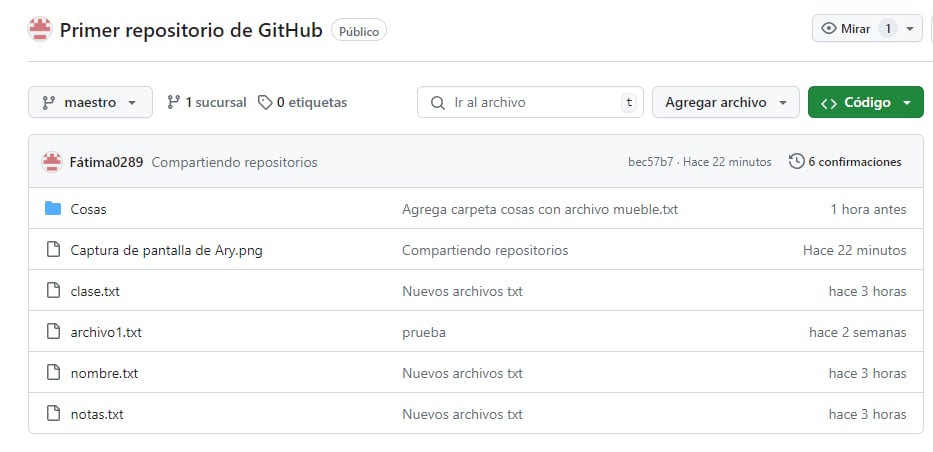 Primer repositorio de GitHub Público Mirar 1
maestro 1 sucursal 0 etiquetas Ir al archivo t Agregar archivo Código
Fátima0289 Compartiendo repositorios bec57b7 · Hace 22 minutos 6 confirmaciones
Cosas Agrega carpeta cosas con archivo mueble.txt 1 hora antes
Captura de pantalla de Ary.png Compartiendo repositorios Hace 22 minutos
clase.txt Nuevos archivos txt hace 3 horas
archivo1.txt prueba hace 2 semanas
nombre.txt Nuevos archivos txt hace 3 horas
notas.txt Nuevos archivos txt hace 3 horas